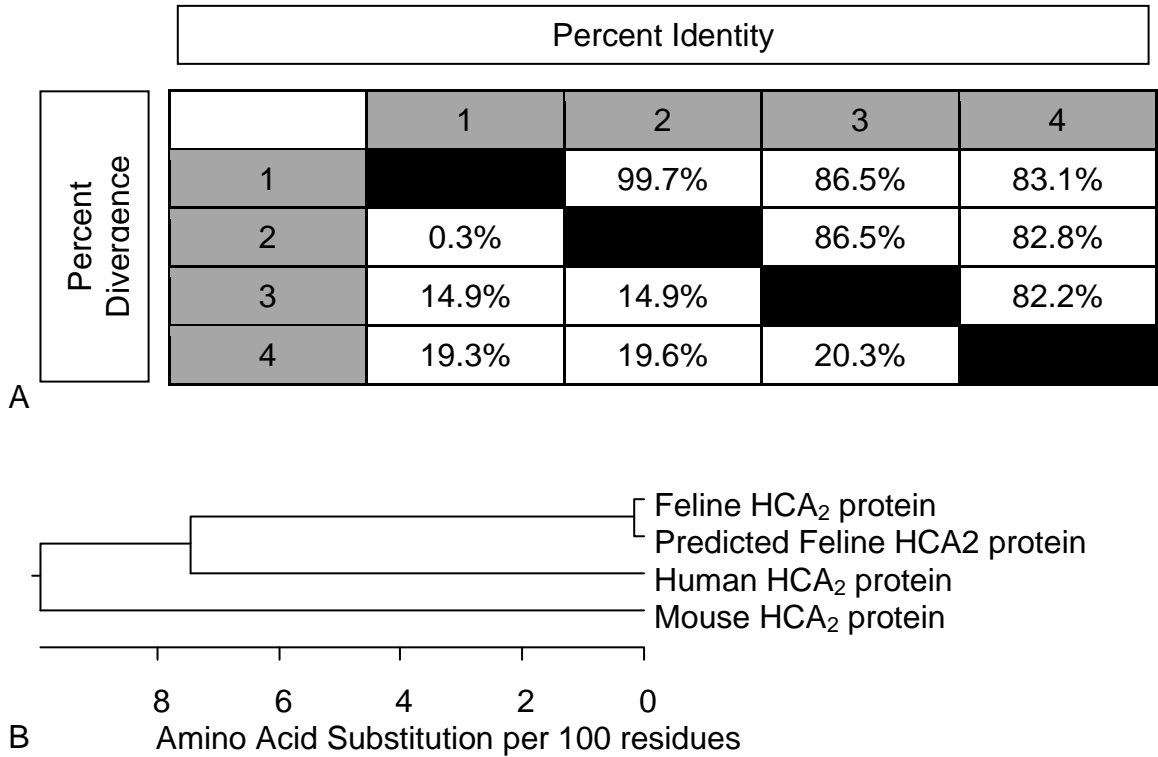 Percent Identity
Percent
Divergence
1 2 3 4
1 99.7% 86.5% 83.1%
2 0.3% 86.5% 82.8%
3 14.9% 14.9% 82.2%
4 19.3% 19.6% 20.3%
A
Feline HCA₂ protein
Predicted Feline HCA2 protein
Human HCA₂ protein
Mouse HCA₂ protein
8 6 4 2 0
B Amino Acid Substitution per 100 residues